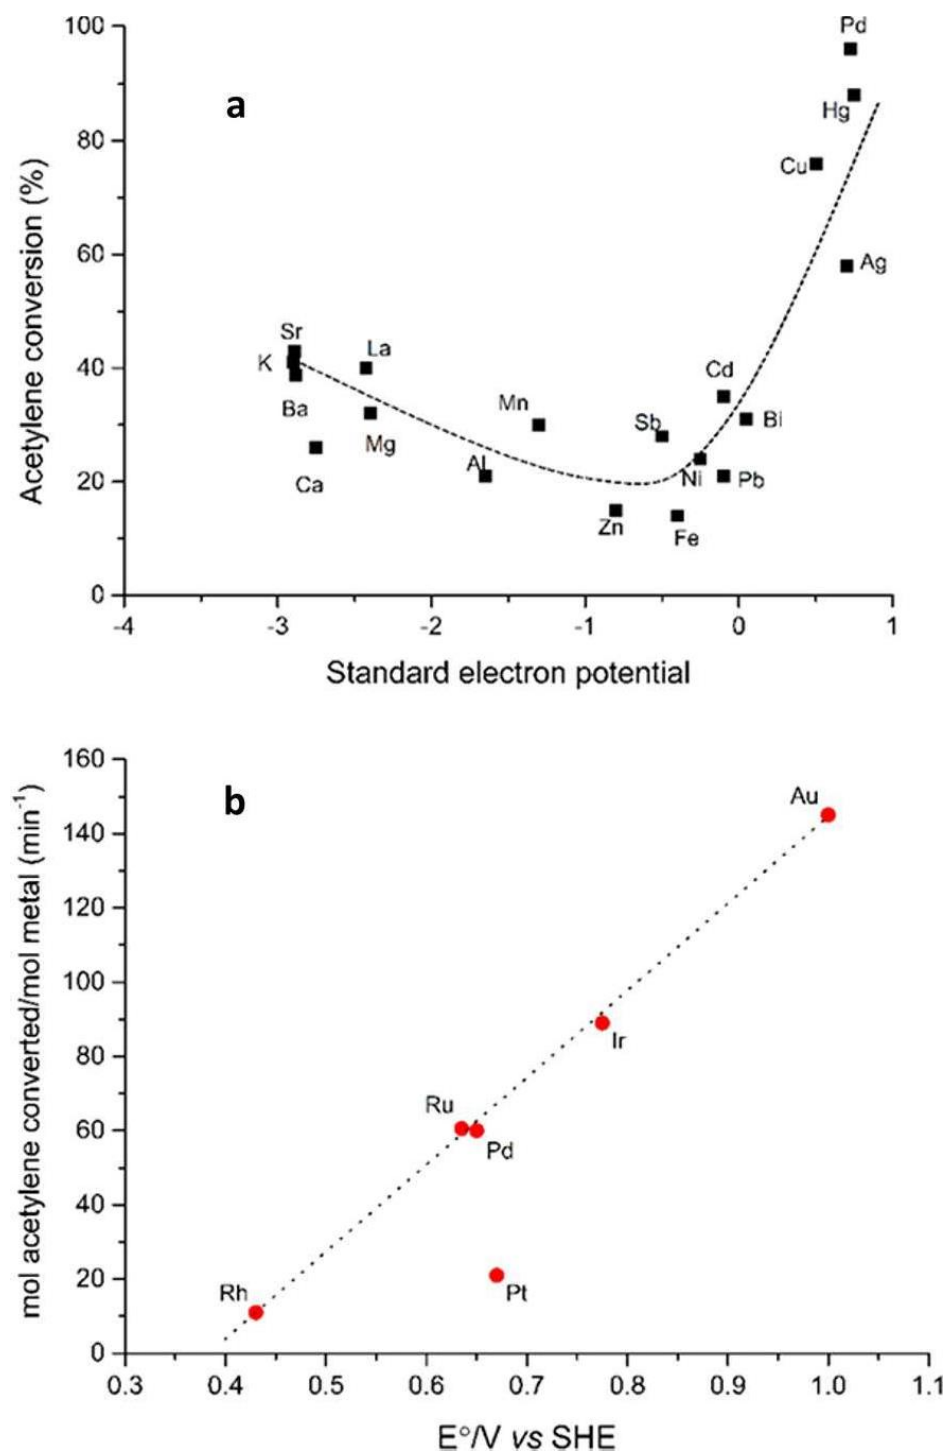 100
Pd
a
Hg
80
Cu
Acetylene conversion (%)
60
Ag
Sr
La
40
K
Cd
Ba
Mn
Bi
Mg
Sb
Ca
Al
20
Ni
Pb
Zn
Fe
0
-4
-3
-2
-1
0
1
Standard electron potential
160
b
Au
140
120
mol acetylene converted/mol metal (min⁻¹)
100
Ir
80
Ru
60
Pd
40
20
Rh
Pt
0
0.3
0.4
0.5
0.6
0.7
0.8
0.9
1.0
1.1
E°/V vs SHE